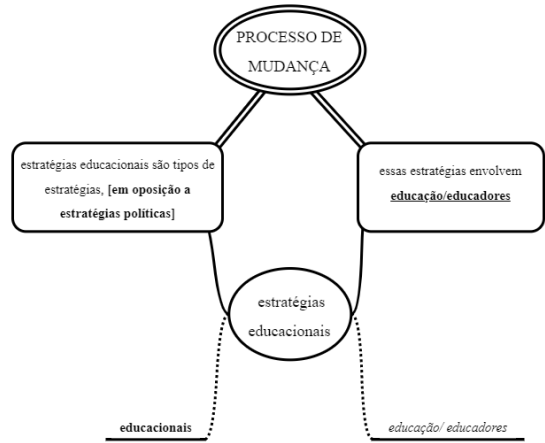 PROCESSO DE
MUDANÇA
estratégias educacionais são tipos de
estratégias, [em oposição a
estratégias políticas]
essas estratégias envolvem
educação/educadores
estratégias
educacionais
educacionais
educação/ educadores